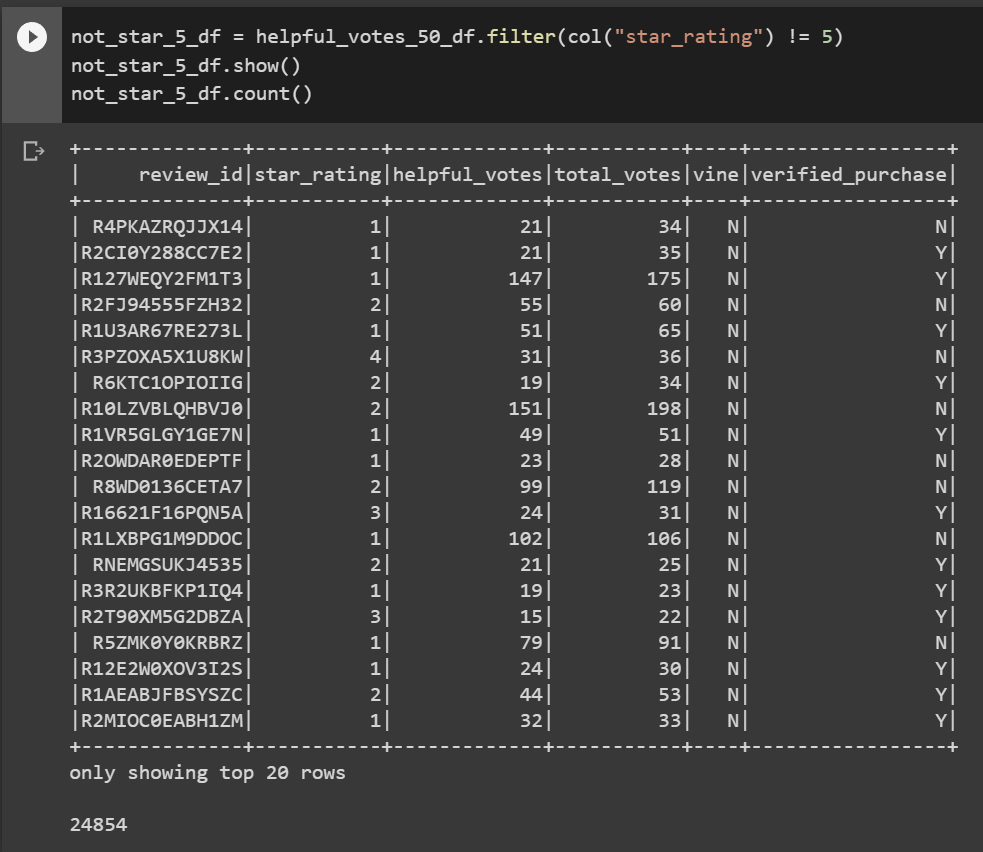 not_star_5_df = helpful_votes_50_df.filter(col("star_rating") != 5)
not_star_5_df.show()
not_star_5_df.count()
+--------------+-----------+-------------+-----------+----+-----------------+
|     review_id|star_rating|helpful_votes|total_votes|vine|verified_purchase|
+--------------+-----------+-------------+-----------+----+-----------------+
| R4PKAZRQJJX14|          1|           21|         34|   N|                N|
|R2CI0Y288CC7E2|          1|           21|         35|   N|                Y|
|R127WEQY2FM1T3|          1|          147|        175|   N|                Y|
|R2FJ94555FZH32|          2|           55|         60|   N|                N|
|R1U3AR67RE273L|          1|           51|         65|   N|                Y|
|R3PZOXA5X1U8KW|          4|           31|         36|   N|                N|
| R6KTC1OPIOIIG|          2|           19|         34|   N|                Y|
|R10LZVBLQHBVJ0|          2|          151|        198|   N|                N|
|R1VR5GLGY1GE7N|          1|           49|         51|   N|                Y|
|R2OWDAR0EDEPTF|          1|           23|         28|   N|                N|
| R8WD0136CETA7|          2|           99|        119|   N|                N|
|R16621F16PQN5A|          3|           24|         31|   N|                Y|
|R1LXBPG1M9DDOC|          1|          102|        106|   N|                N|
| RNEMGSUKJ4535|          2|           21|         25|   N|                Y|
|R3R2UKBFKP1IQ4|          1|           19|         23|   N|                Y|
|R2T90XM5G2DBZA|          3|           15|         22|   N|                Y|
| R5ZMK0Y0KRBRZ|          1|           79|         91|   N|                N|
|R12E2W0XOV3I2S|          1|           24|         30|   N|                Y|
|R1AEABJFBSYSZC|          2|           44|         53|   N|                Y|
|R2MIOC0EABH1ZM|          1|           32|         33|   N|                Y|
+--------------+-----------+-------------+-----------+----+-----------------+
only showing top 20 rows
24854